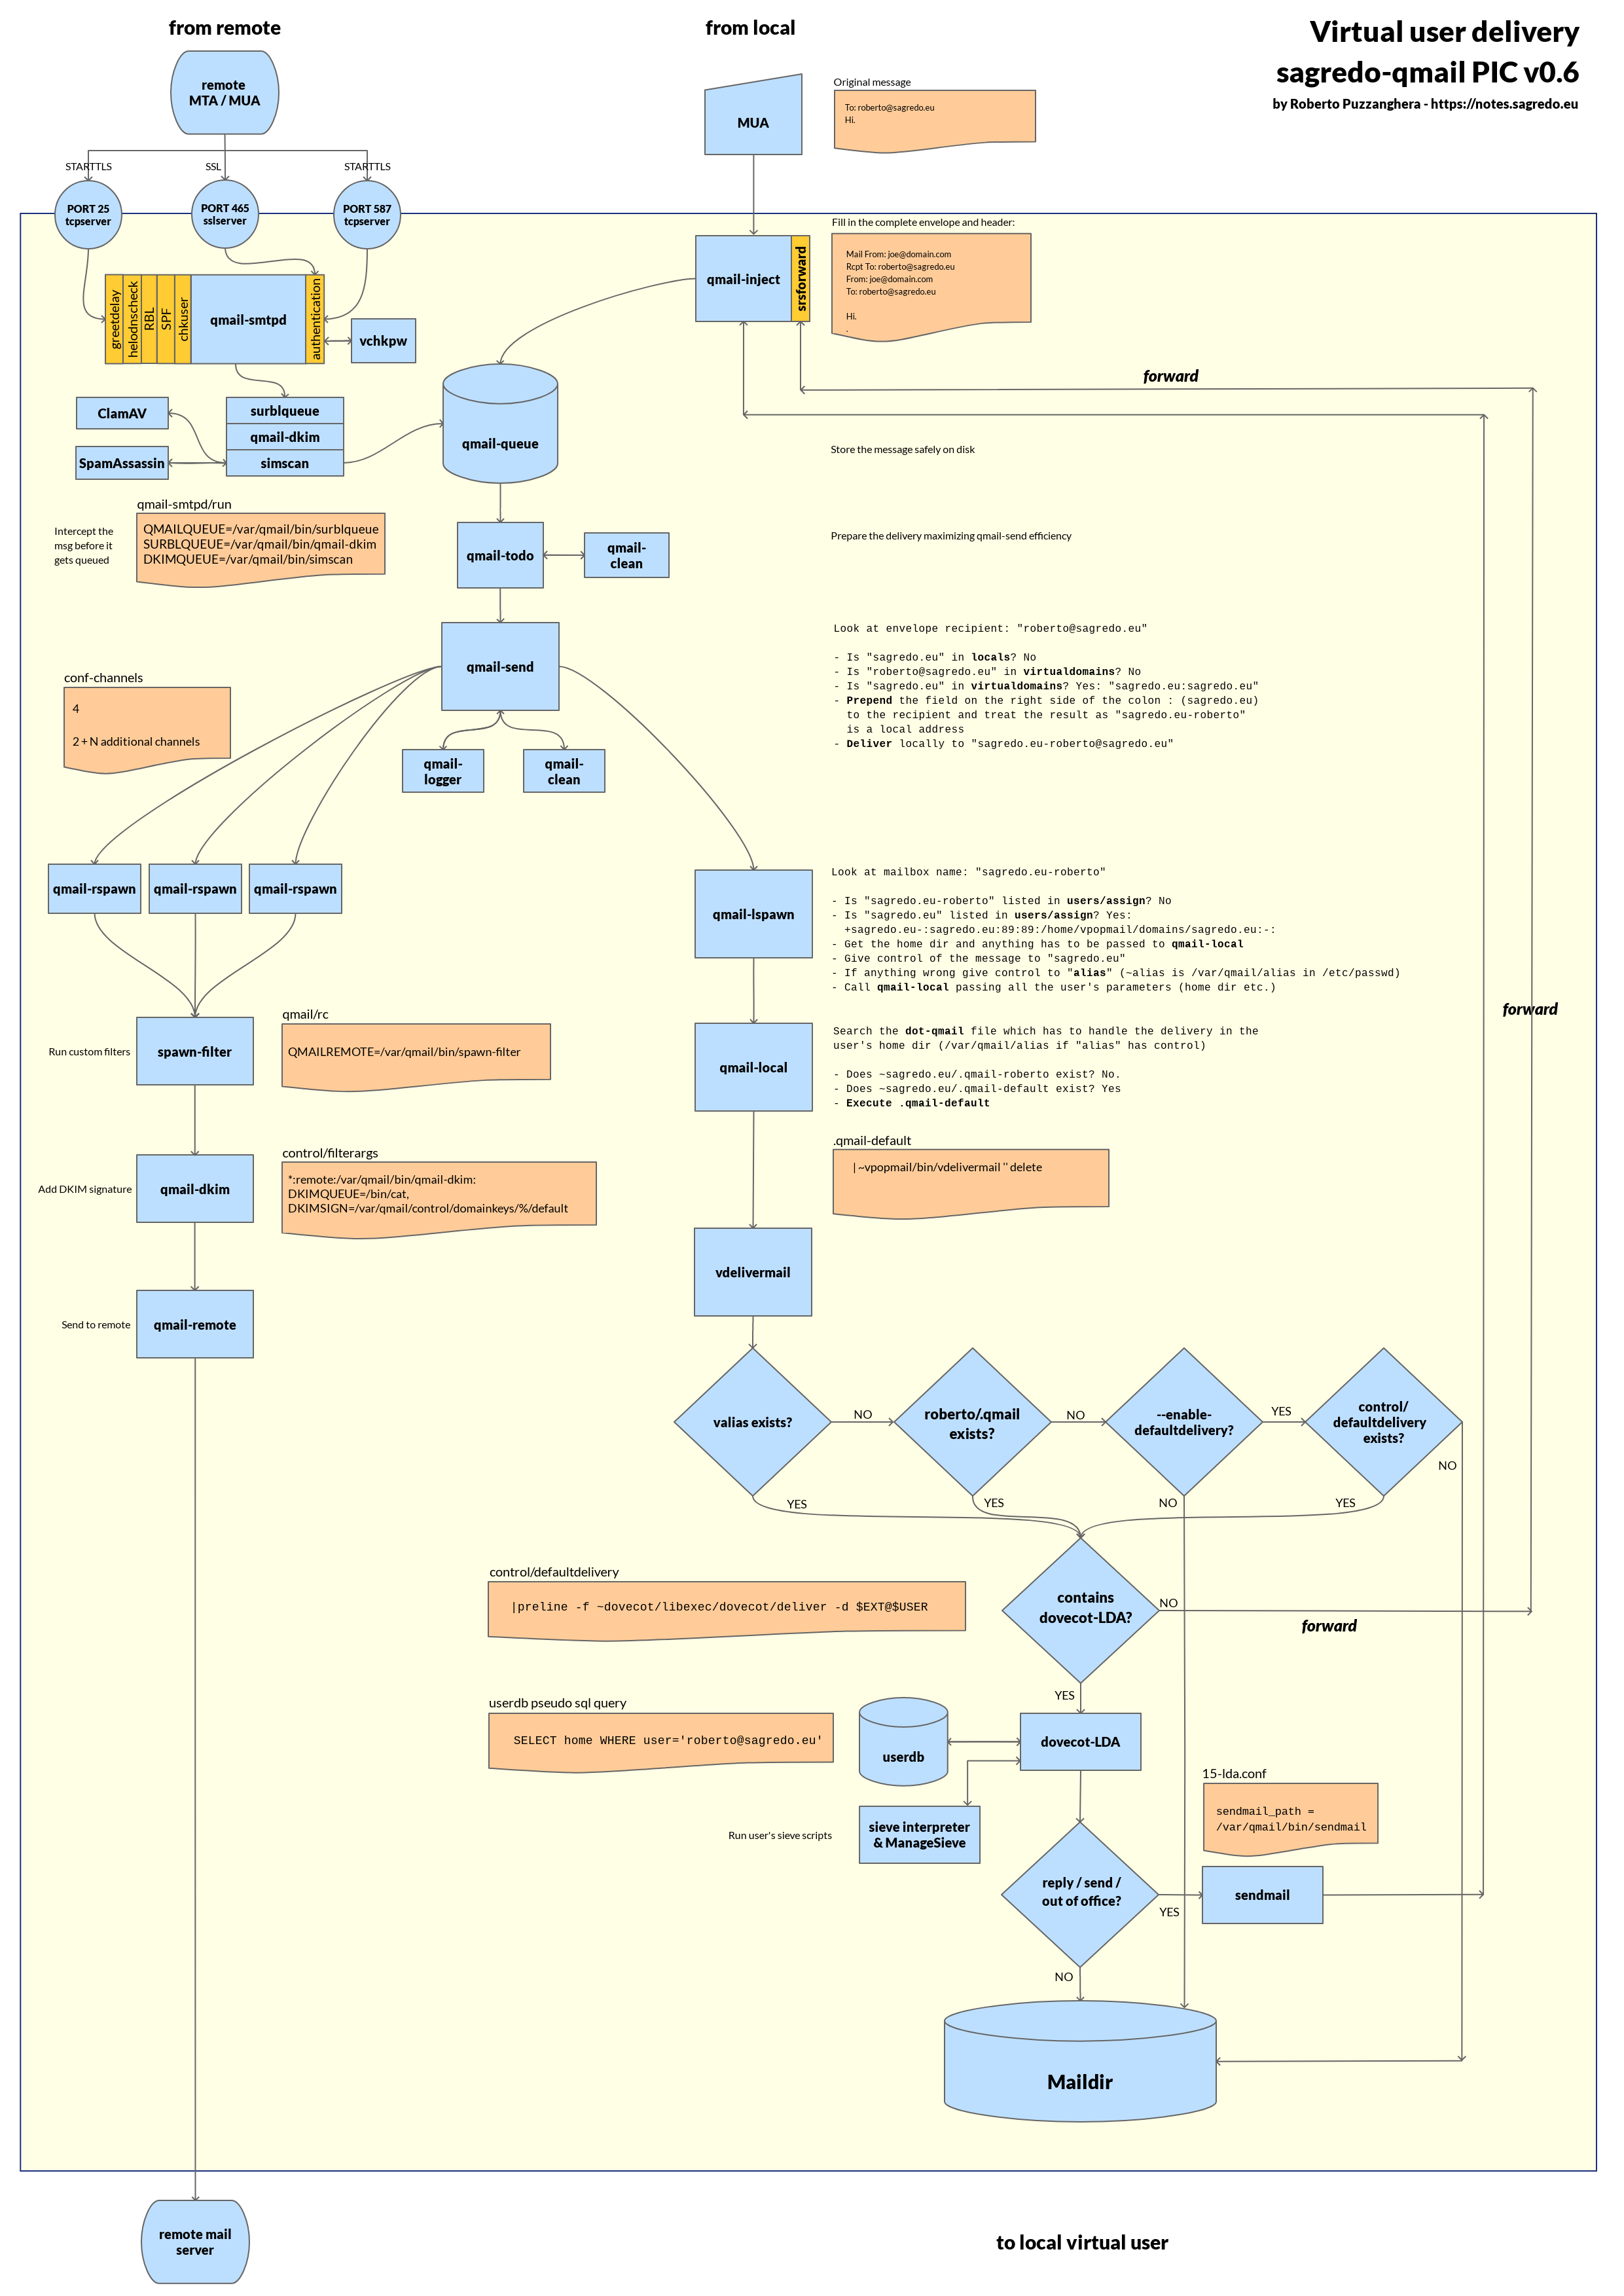 from remote
from local
Virtual user delivery
sagredo-qmail PIC v0.6
by Roberto Puzzanghera - https://notes.sagredo.eu
remote
MTA / MUA
MUA
Original message
To: roberto@sagredo.eu
Hi.
STARTTLS
SSL
STARTTLS
PORT 25
tcpserver
PORT 465
sslserver
PORT 587
tcpserver
greetdelay
helodnscheck
RBL
SPF
chkuser
qmail-smtpd
authentication
vchkpw
qmail-inject
srsforward
Fill in the complete envelope and header:
Mail From: joe@domain.com
Rcpt To: roberto@sagredo.eu
From: joe@domain.com
To: roberto@sagredo.eu
Hi.
.
forward
ClamAV
SpamAssassin
surblqueue
qmail-dkim
simscan
qmail-queue
Store the message safely on disk
qmail-smtpd/run
Intercept the
msg before it
gets queued
QMAILQUEUE=/var/qmail/bin/surblqueue
SURBLQUEUE=/var/qmail/bin/qmail-dkim
DKIMQUEUE=/var/qmail/bin/simscan
qmail-todo
qmail-
clean
Prepare the delivery maximizing qmail-send efficiency
qmail-send
Look at envelope recipient: "roberto@sagredo.eu"
- Is "sagredo.eu" in locals? No
- Is "roberto@sagredo.eu" in virtualdomains? No
- Is "sagredo.eu" in virtualdomains? Yes: "sagredo.eu:sagredo.eu"
- Prepend the field on the right side of the colon : (sagredo.eu)
to the recipient and treat the result as "sagredo.eu-roberto"
is a local address
- Deliver locally to "sagredo.eu-roberto@sagredo.eu"
conf-channels
4
2 + N additional channels
qmail-
logger
qmail-
clean
qmail-rspawn
qmail-rspawn
qmail-rspawn
qmail-lspawn
Look at mailbox name: "sagredo.eu-roberto"
- Is "sagredo.eu-roberto" listed in users/assign? No
- Is "sagredo.eu" listed in users/assign? Yes:
+sagredo.eu-:sagredo.eu:89:89:/home/vpopmail/domains/sagredo.eu:-:
- Get the home dir and anything has to be passed to qmail-local
- Give control of the message to "sagredo.eu"
- If anything wrong give control to "alias" (~alias is /var/qmail/alias in /etc/passwd)
- Call qmail-local passing all the user's parameters (home dir etc.)
forward
Run custom filters
spawn-filter
qmail/rc
QMAILREMOTE=/var/qmail/bin/spawn-filter
qmail-local
Search the dot-qmail file which has to handle the delivery in the
user's home dir (/var/qmail/alias if "alias" has control)
- Does ~sagredo.eu/.qmail-roberto exist? No.
- Does ~sagredo.eu/.qmail-default exist? Yes
- Execute .qmail-default
Add DKIM signature
qmail-dkim
control/filterargs
*:remote:/var/qmail/bin/qmail-dkim:
DKIMQUEUE=/bin/cat,
DKIMSIGN=/var/qmail/control/domainkeys/%/default
.qmail-default
| ~vpopmail/bin/vdelivermail '' delete
vdelivermail
Send to remote
qmail-remote
valias exists?
NO
roberto/.qmail
exists?
NO
--enable-
defaultdelivery?
YES
control/
defaultdelivery
exists?
NO
YES
YES
NO
YES
control/defaultdelivery
|preline -f ~dovecot/libexec/dovecot/deliver -d $EXT@$USER
contains
dovecot-LDA?
NO
forward
YES
userdb pseudo sql query
SELECT home WHERE user='roberto@sagredo.eu'
userdb
dovecot-LDA
Run user's sieve scripts
sieve interpreter
& ManageSieve
15-lda.conf
sendmail_path =
/var/qmail/bin/sendmail
reply / send /
out of office?
YES
sendmail
NO
Maildir
remote mail
server
to local virtual user